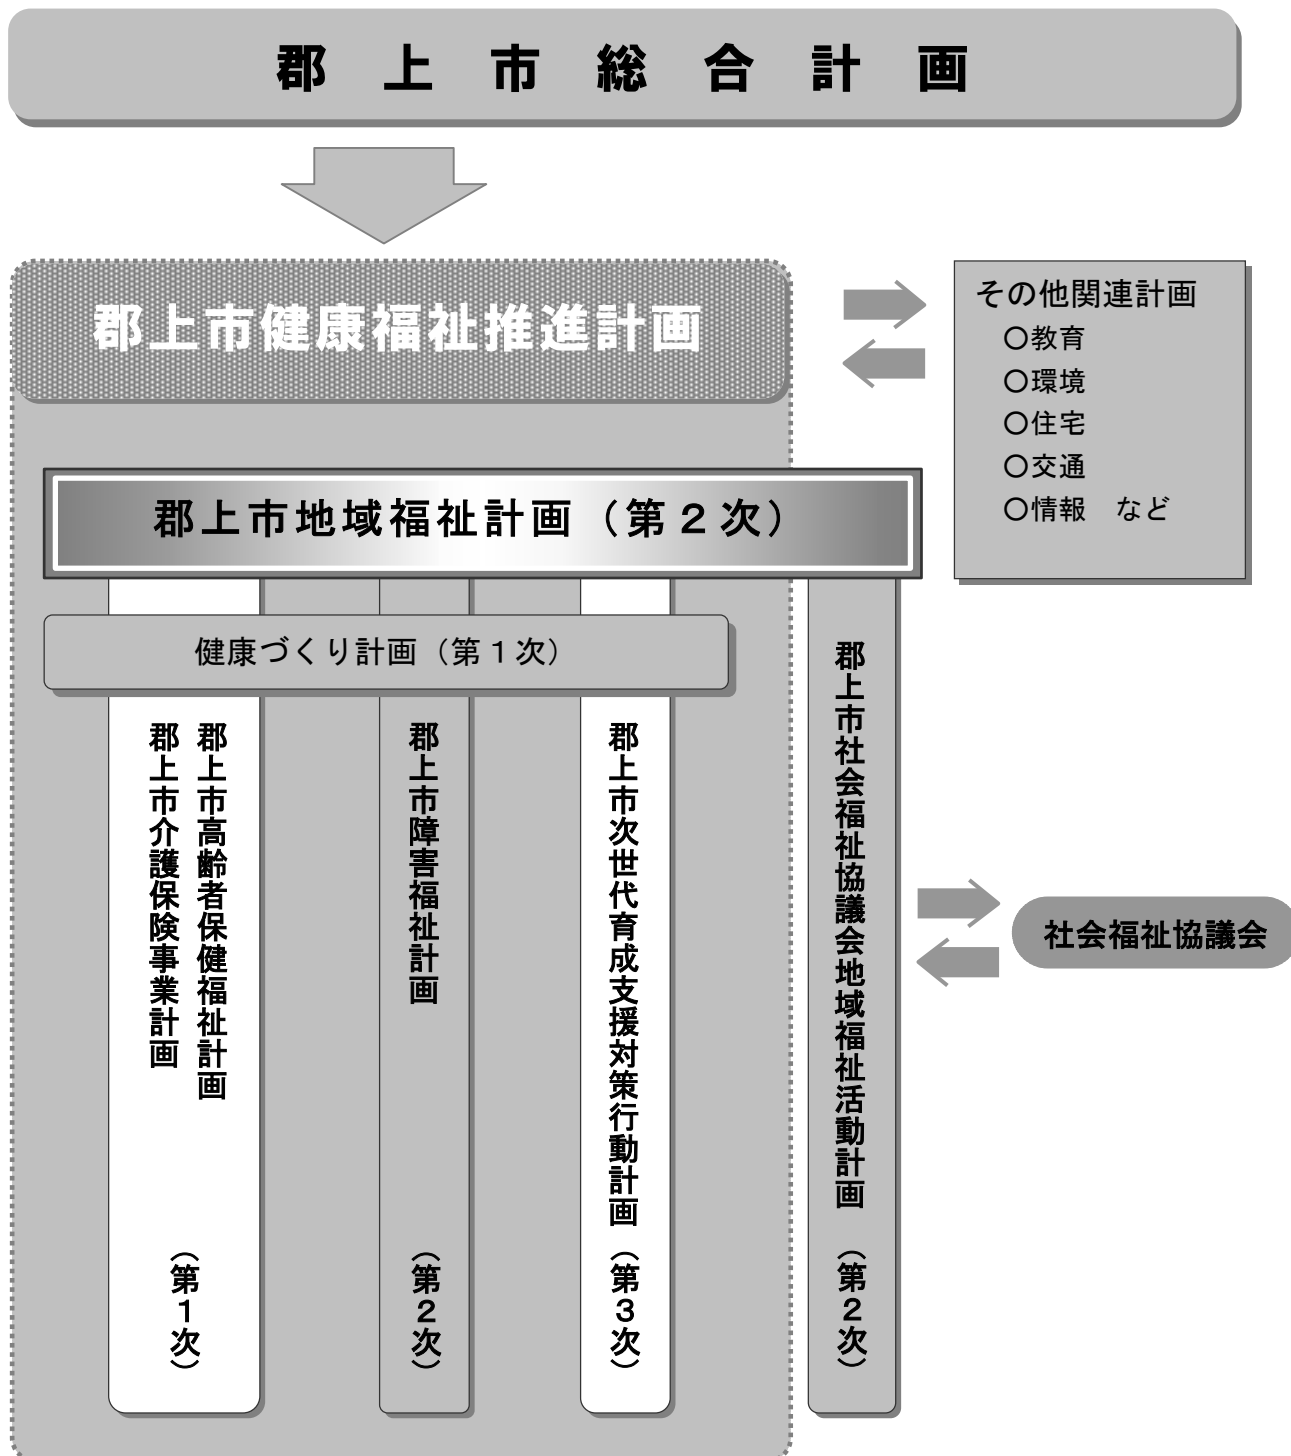 郡上市総合計画
郡上市健康福祉推進計画
その他関連計画
○教育
○環境
○住宅
○交通
○情報　など
郡上市地域福祉計画（第２次）
健康づくり計画（第１次）
郡上市高齢者保健福祉計画
郡上市介護保険事業計画
（第１次）
郡上市障害福祉計画
（第２次）
郡上市次世代育成支援対策行動計画
（第３次）
郡上市社会福祉協議会地域福祉活動計画
（第２次）
社会福祉協議会